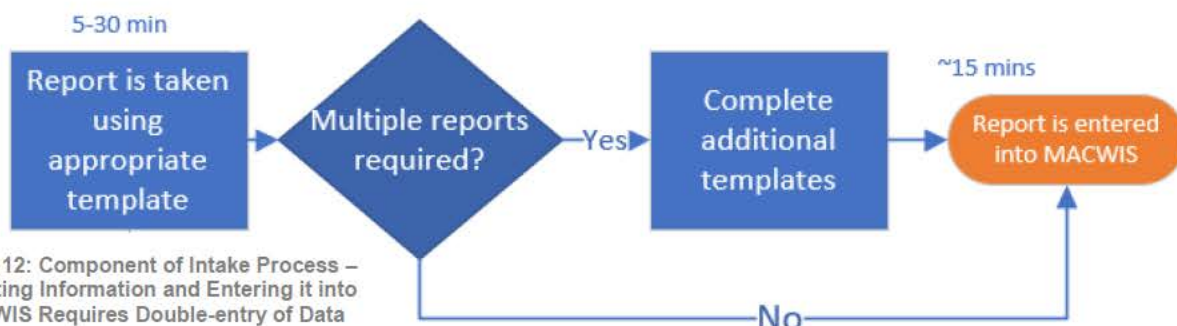 5-30 min
Report is taken
using
appropriate
template
Multiple reports
required?
Yes
Complete
additional
templates
~15 mins
Report is entered
into MACWIS
No
12: Component of Intake Process –
ing Information and Entering it into
WIS Requires Double-entry of Data